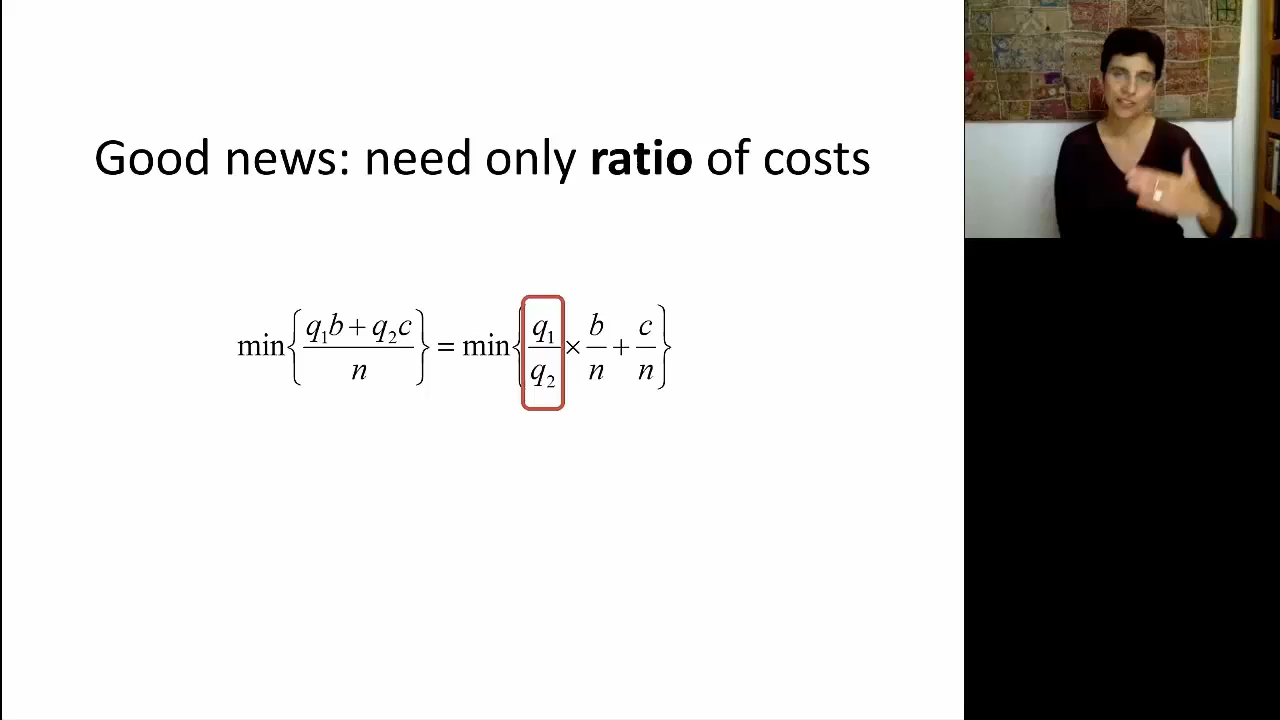 Good news: need only ratio of costs
min{(q₁b + q₂c)/n} = min{q₁/q₂ × b/n + c/n}